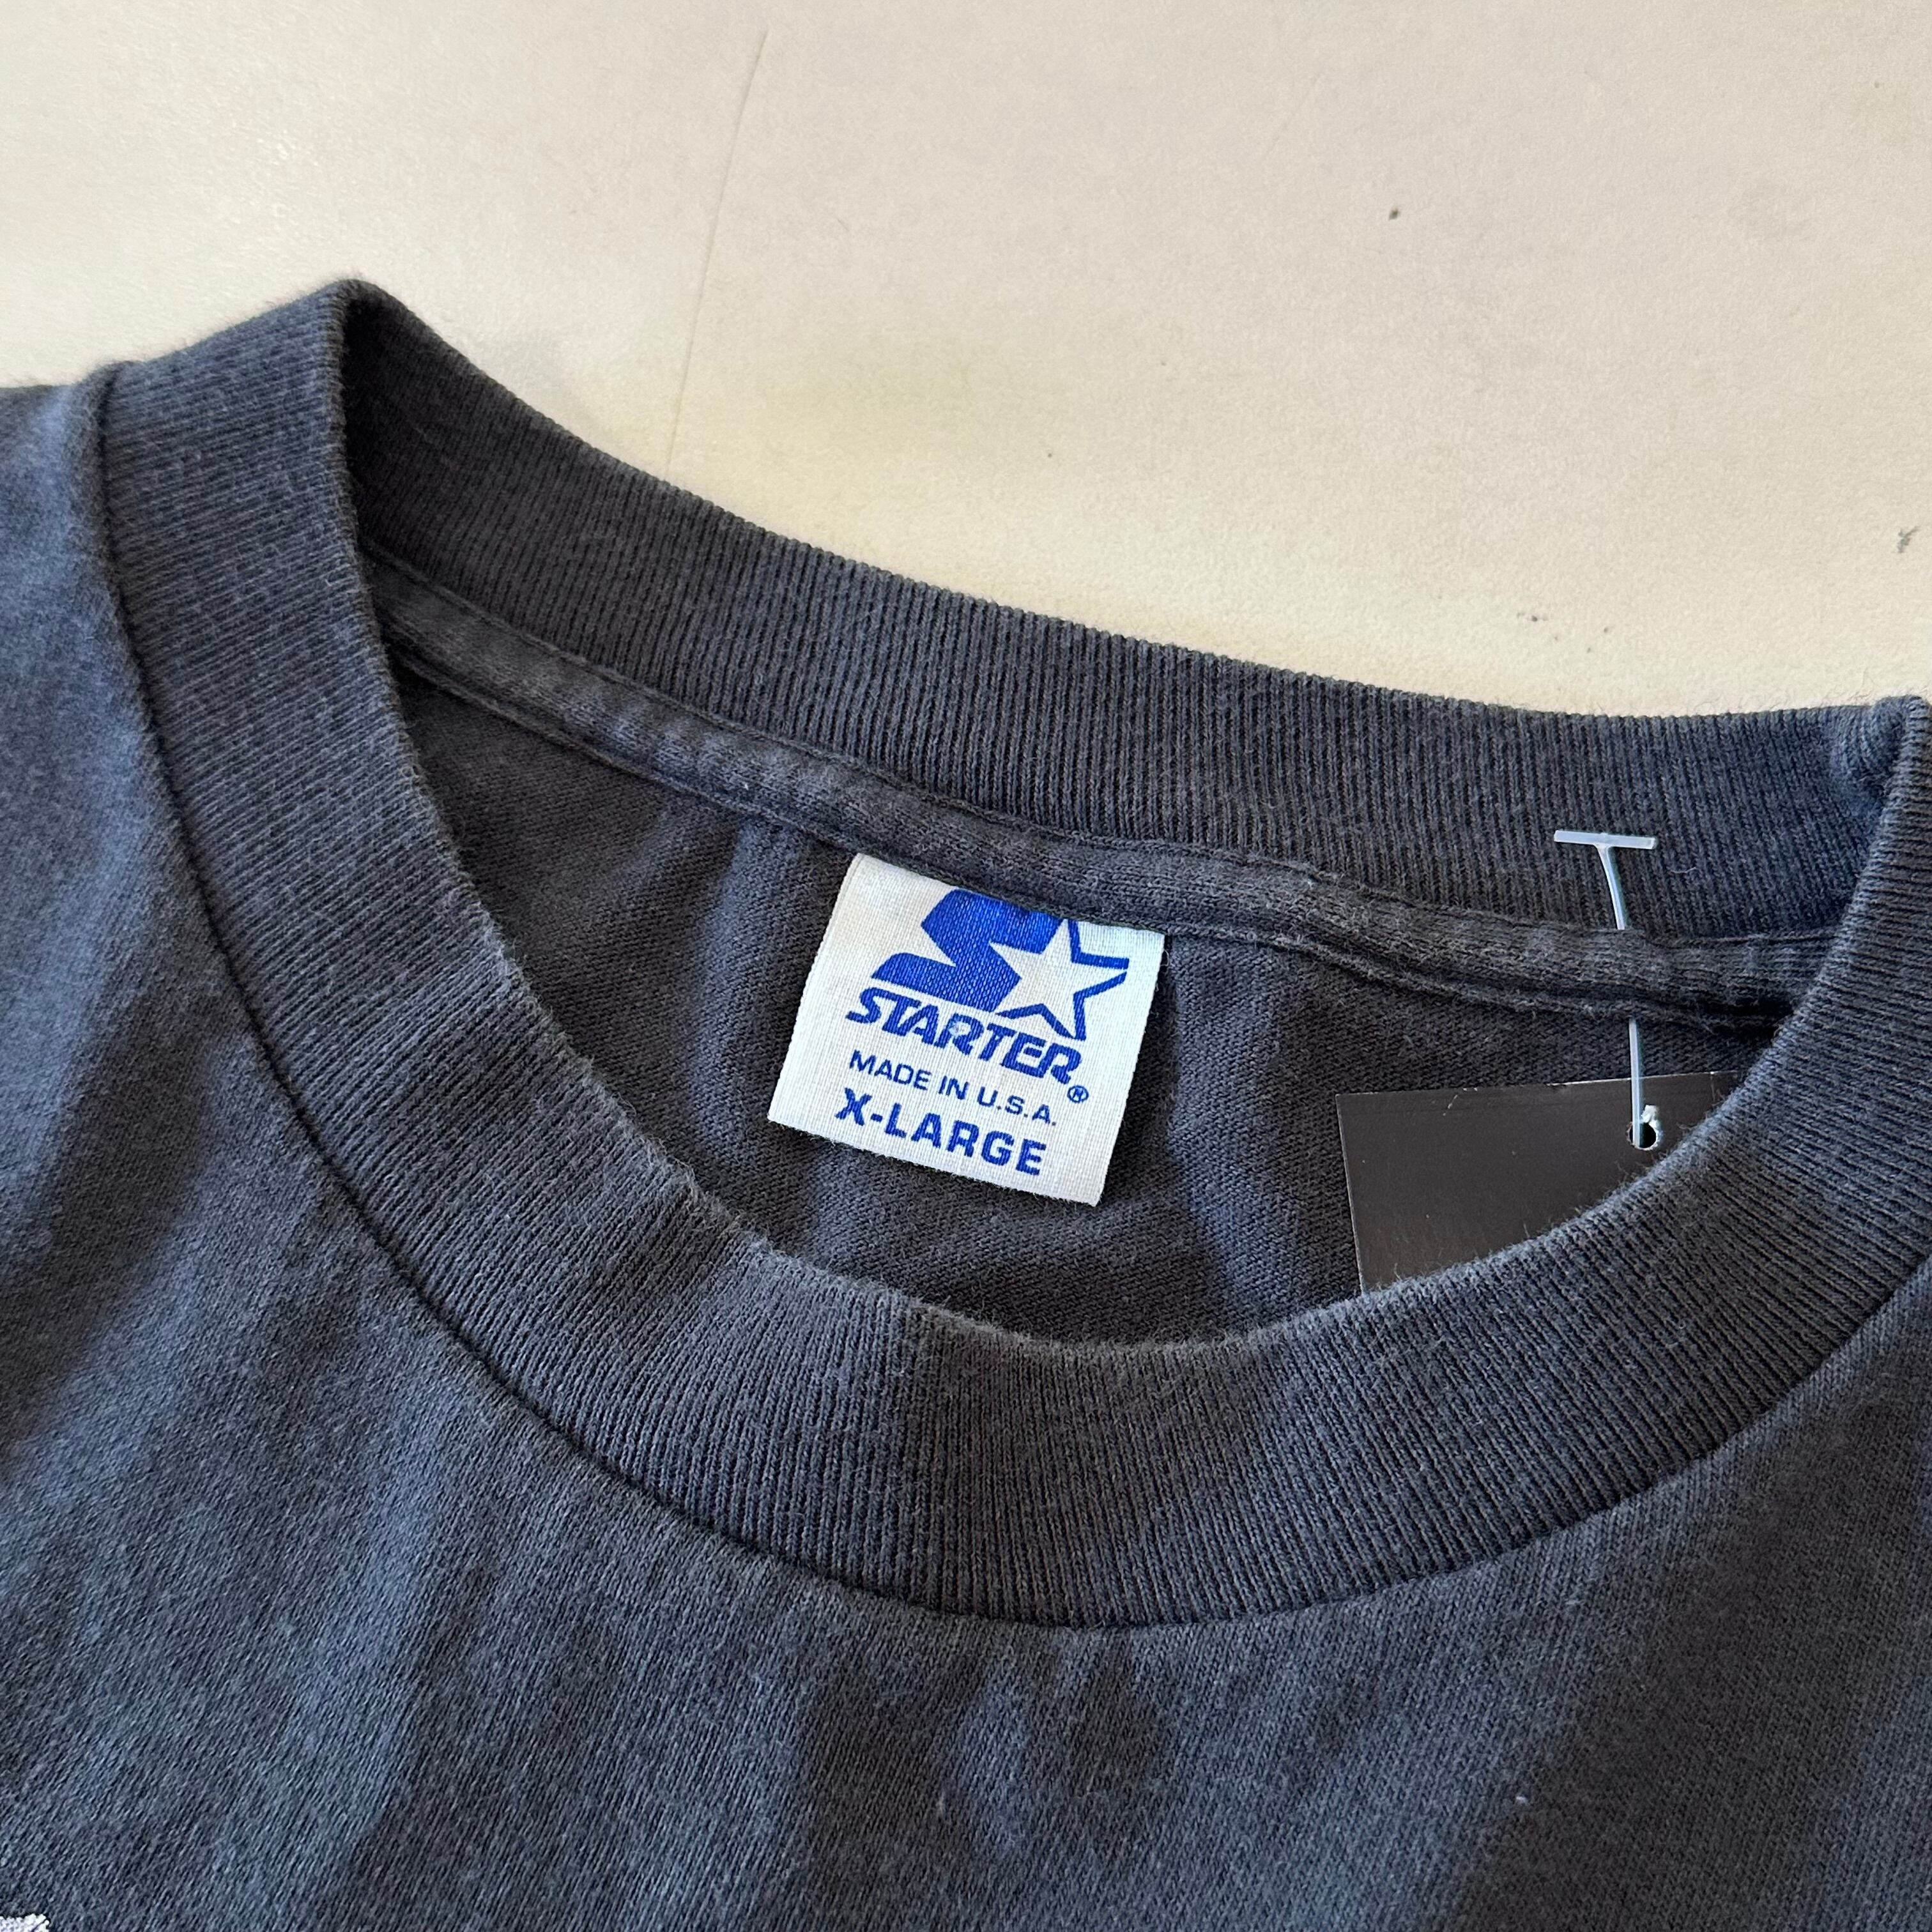 STARTER®
MADE IN U.S.A.
X-LARGE